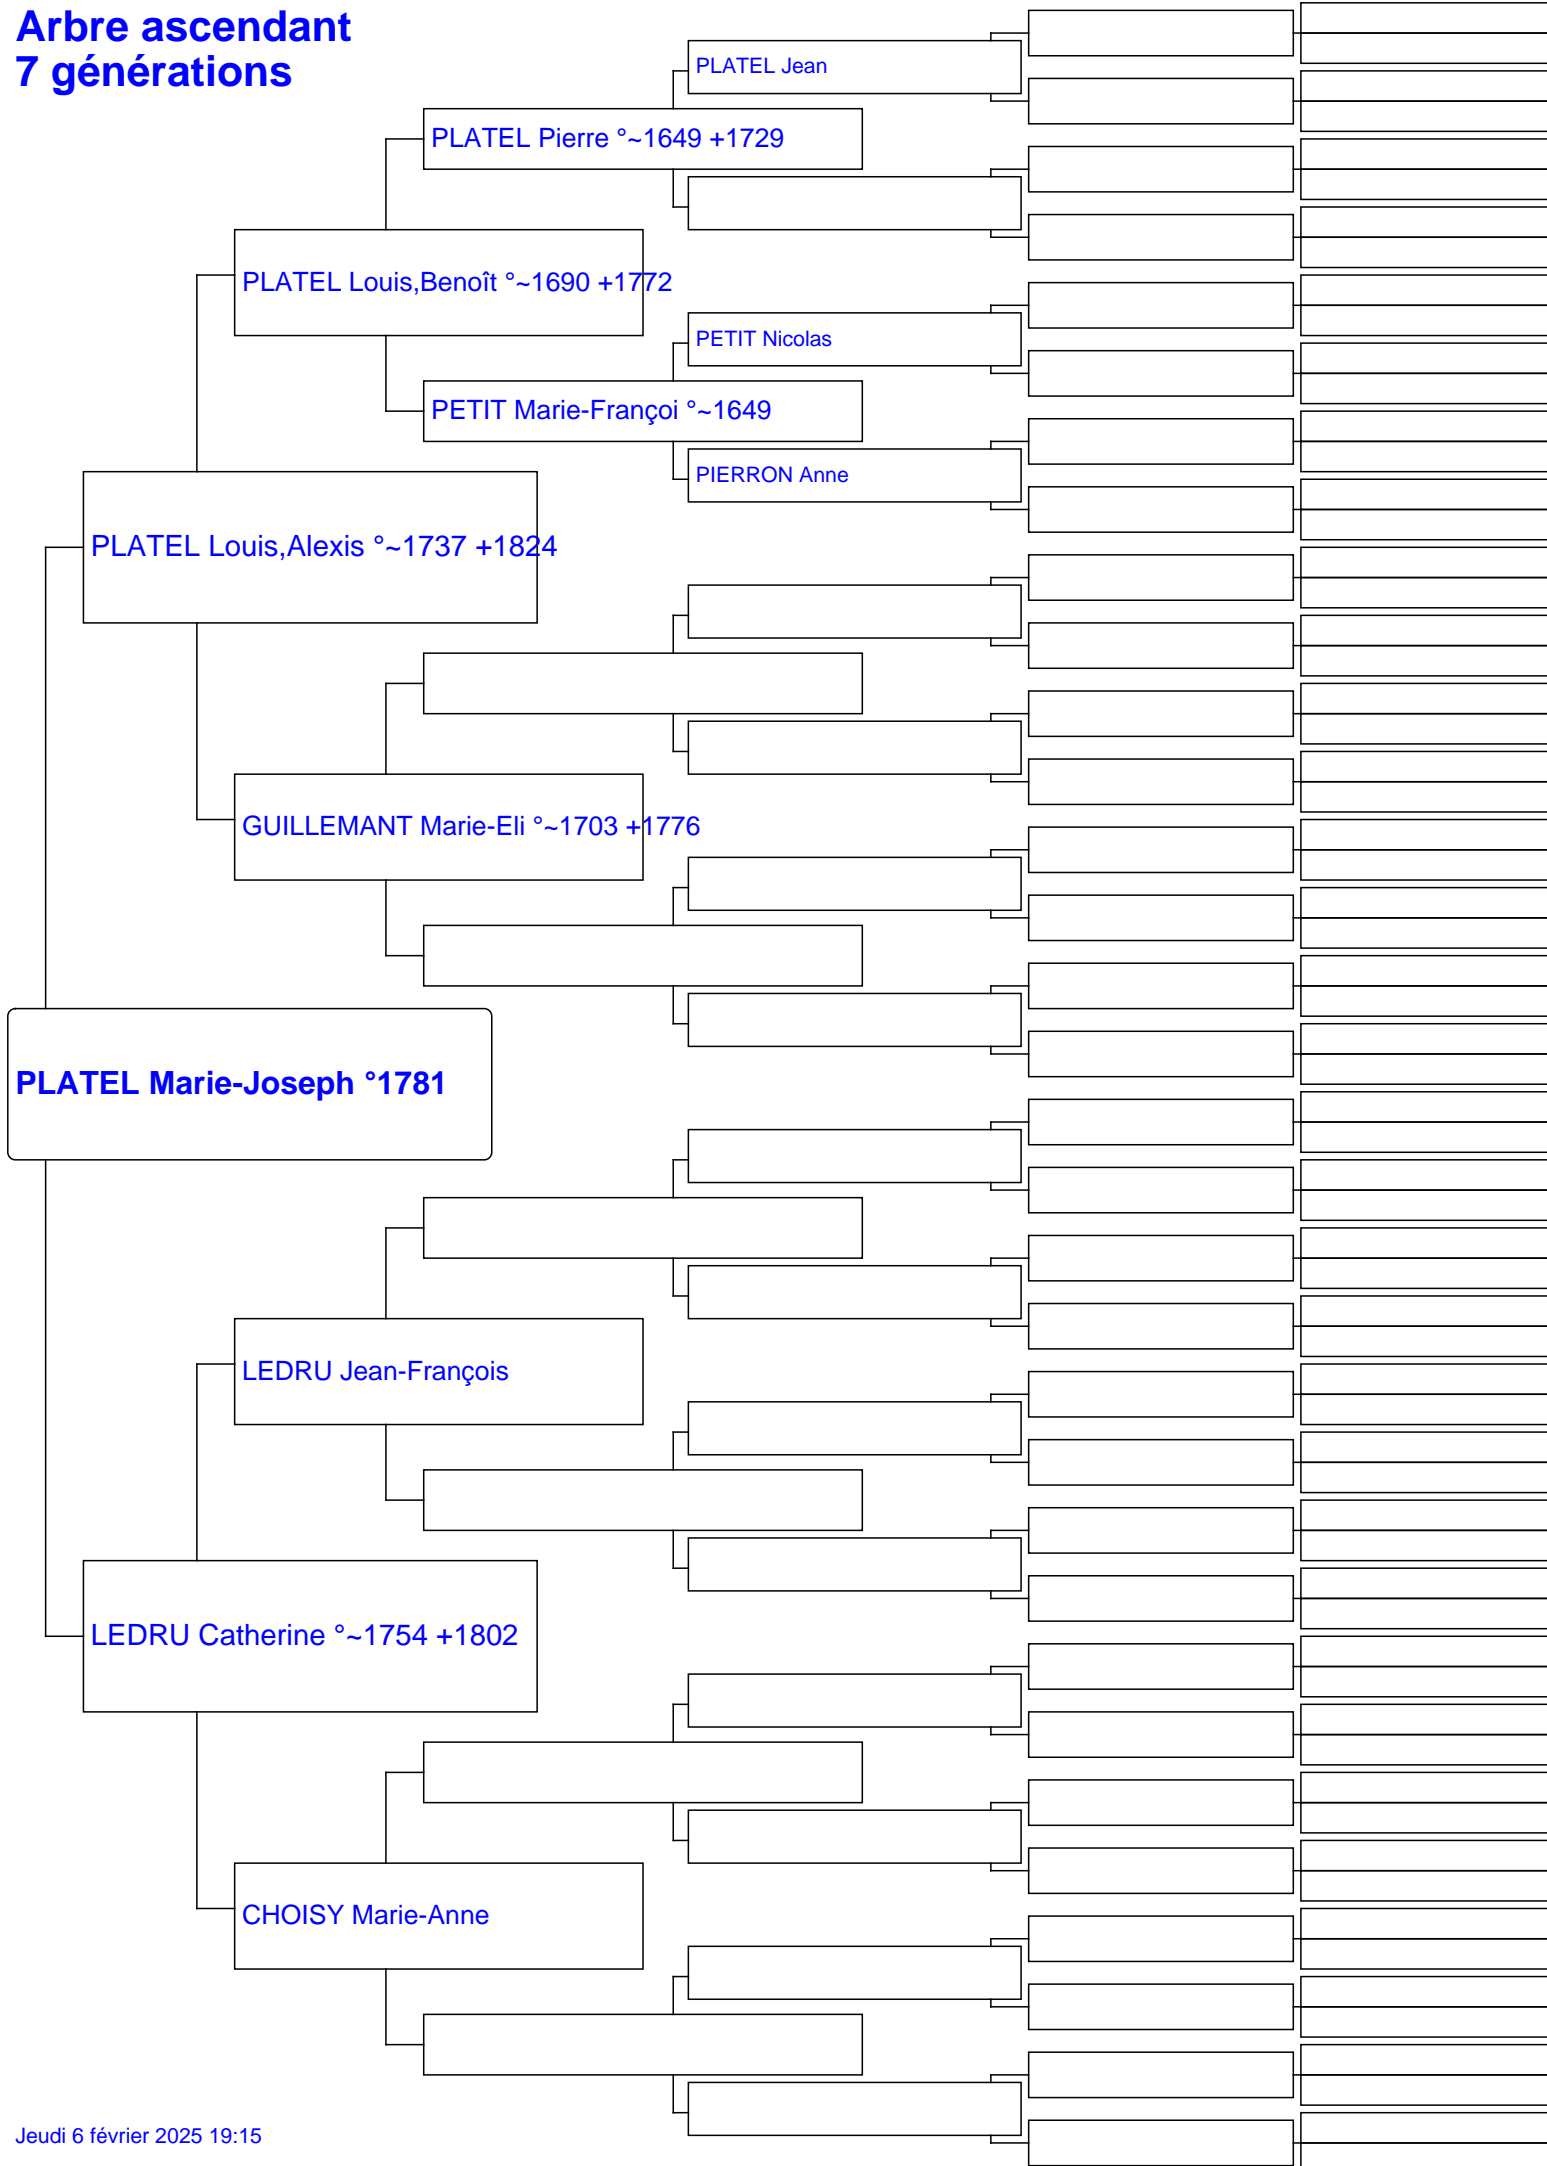 Arbre ascendant
7 générations
PLATEL Jean
PLATEL Pierre °~1649 +1729
PLATEL Louis,Benoît °~1690 +1772
PETIT Nicolas
PETIT Marie-Françoi °~1649
PIERRON Anne
PLATEL Louis,Alexis °~1737 +1824
GUILLEMANT Marie-Eli °~1703 +1776
PLATEL Marie-Joseph °1781
LEDRU Jean-François
LEDRU Catherine °~1754 +1802
CHOISY Marie-Anne
Jeudi 6 février 2025 19:15